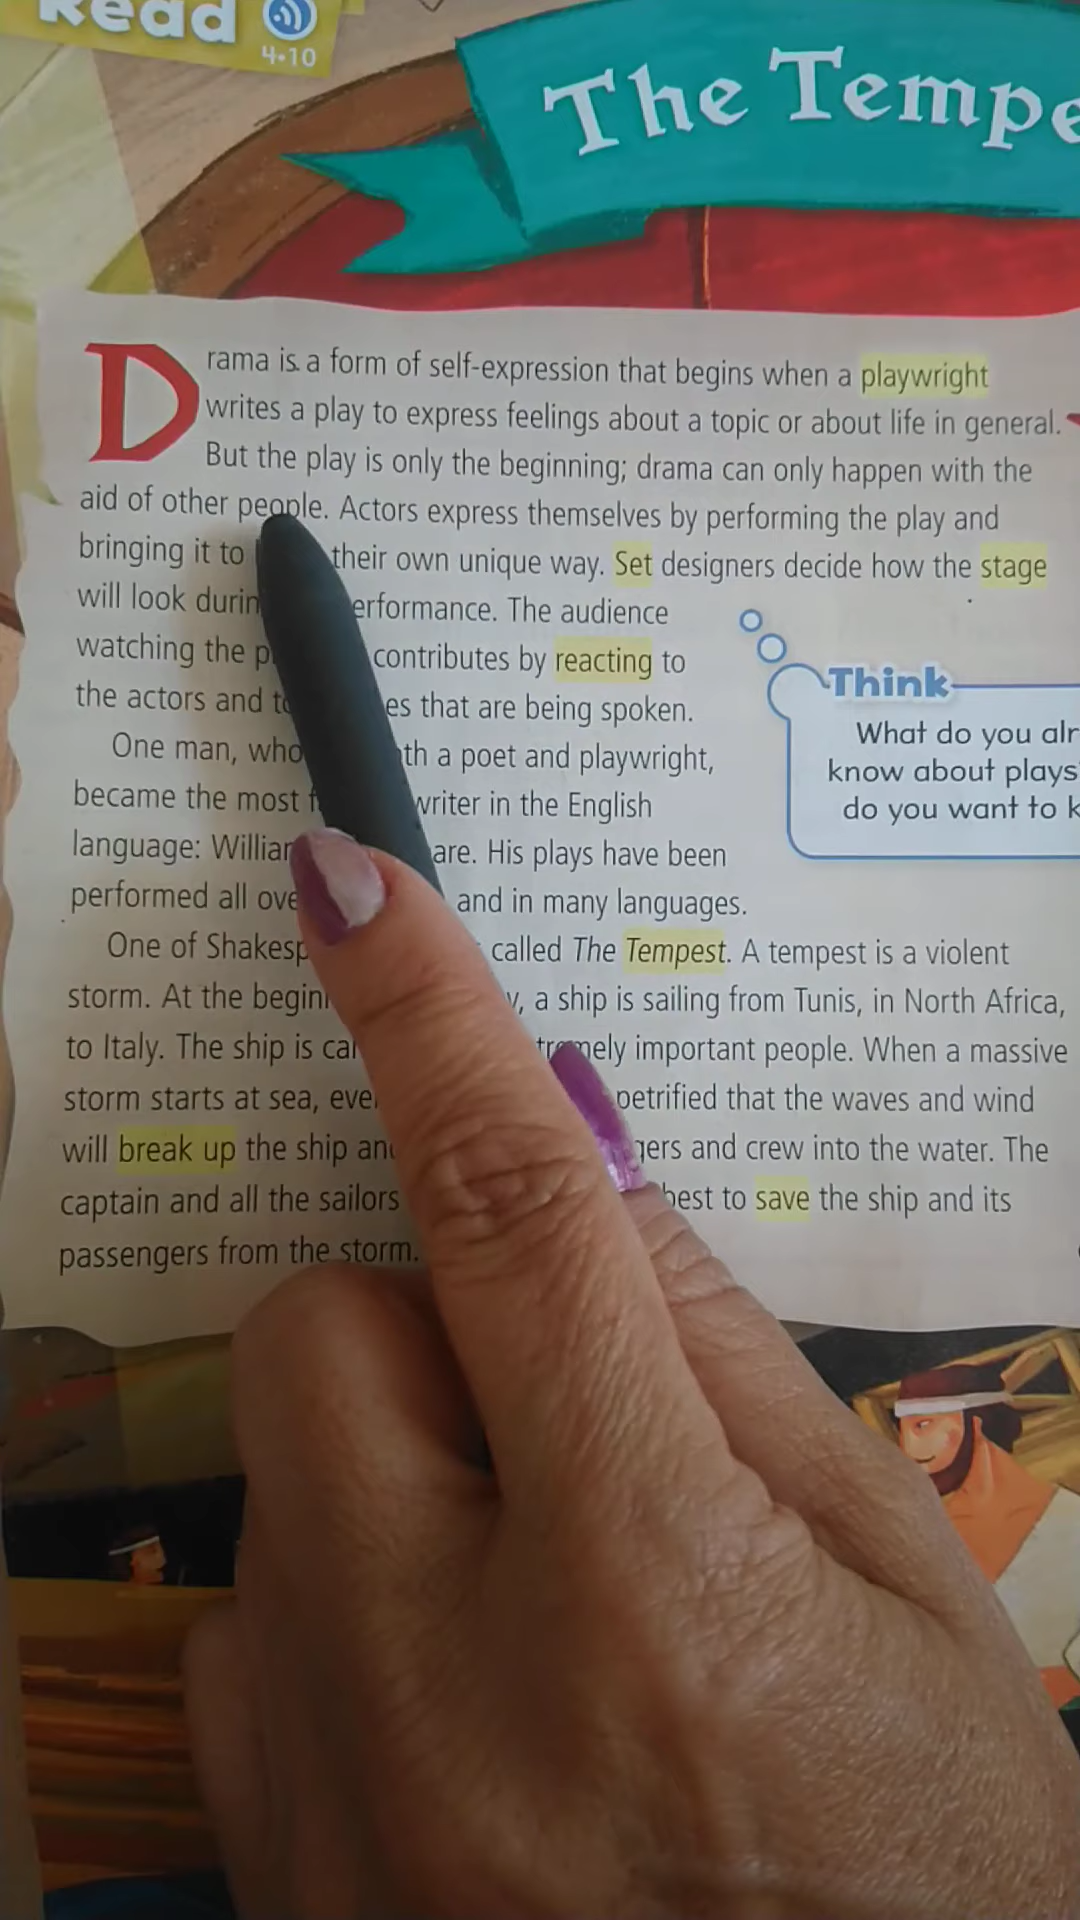 Read
4•10
The Tempe
Drama is a form of self-expression that begins when a playwright
writes a play to express feelings about a topic or about life in general.
But the play is only the beginning; drama can only happen with the
aid of other people. Actors express themselves by performing the play and
bringing it to their own unique way. Set designers decide how the stage
will look durin erformance. The audience
watching the p contributes by reacting to
the actors and es that are being spoken.
One man, who th a poet and playwright,
became the most writer in the English
language: Willia are. His plays have been
performed all ove and in many languages.
One of Shakesp called The Tempest. A tempest is a violent
storm. At the begin y, a ship is sailing from Tunis, in North Africa,
to Italy. The ship is ca tremely important people. When a massive
storm starts at sea, eve petrified that the waves and wind
will break up the ship an gers and crew into the water. The
captain and all the sailors best to save the ship and its
passengers from the storm.
Think
What do you alr
know about plays
do you want to k